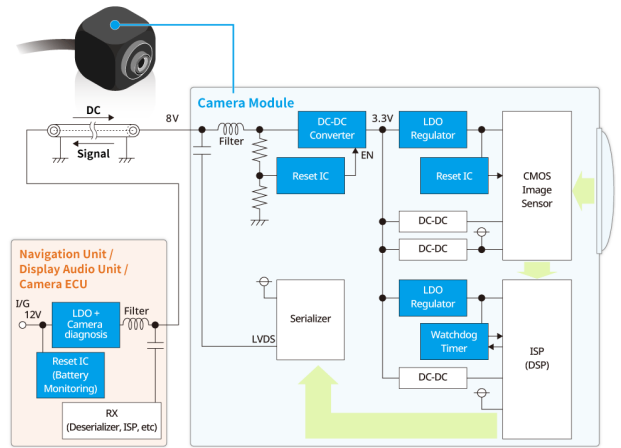 Camera Module
DC
8V
Signal
Filter
DC-DC
Converter
EN
3.3V
Reset IC
LDO
Regulator
Reset IC
CMOS
Image
Sensor
DC-DC
DC-DC
LDO
Regulator
Watchdog
Timer
DC-DC
ISP
(DSP)
Serializer
LVDS
Navigation Unit /
Display Audio Unit /
Camera ECU
I/G
12V
LDO +
Camera
diagnosis
Filter
Reset IC
(Battery
Monitoring)
RX
(Deserializer, ISP, etc)